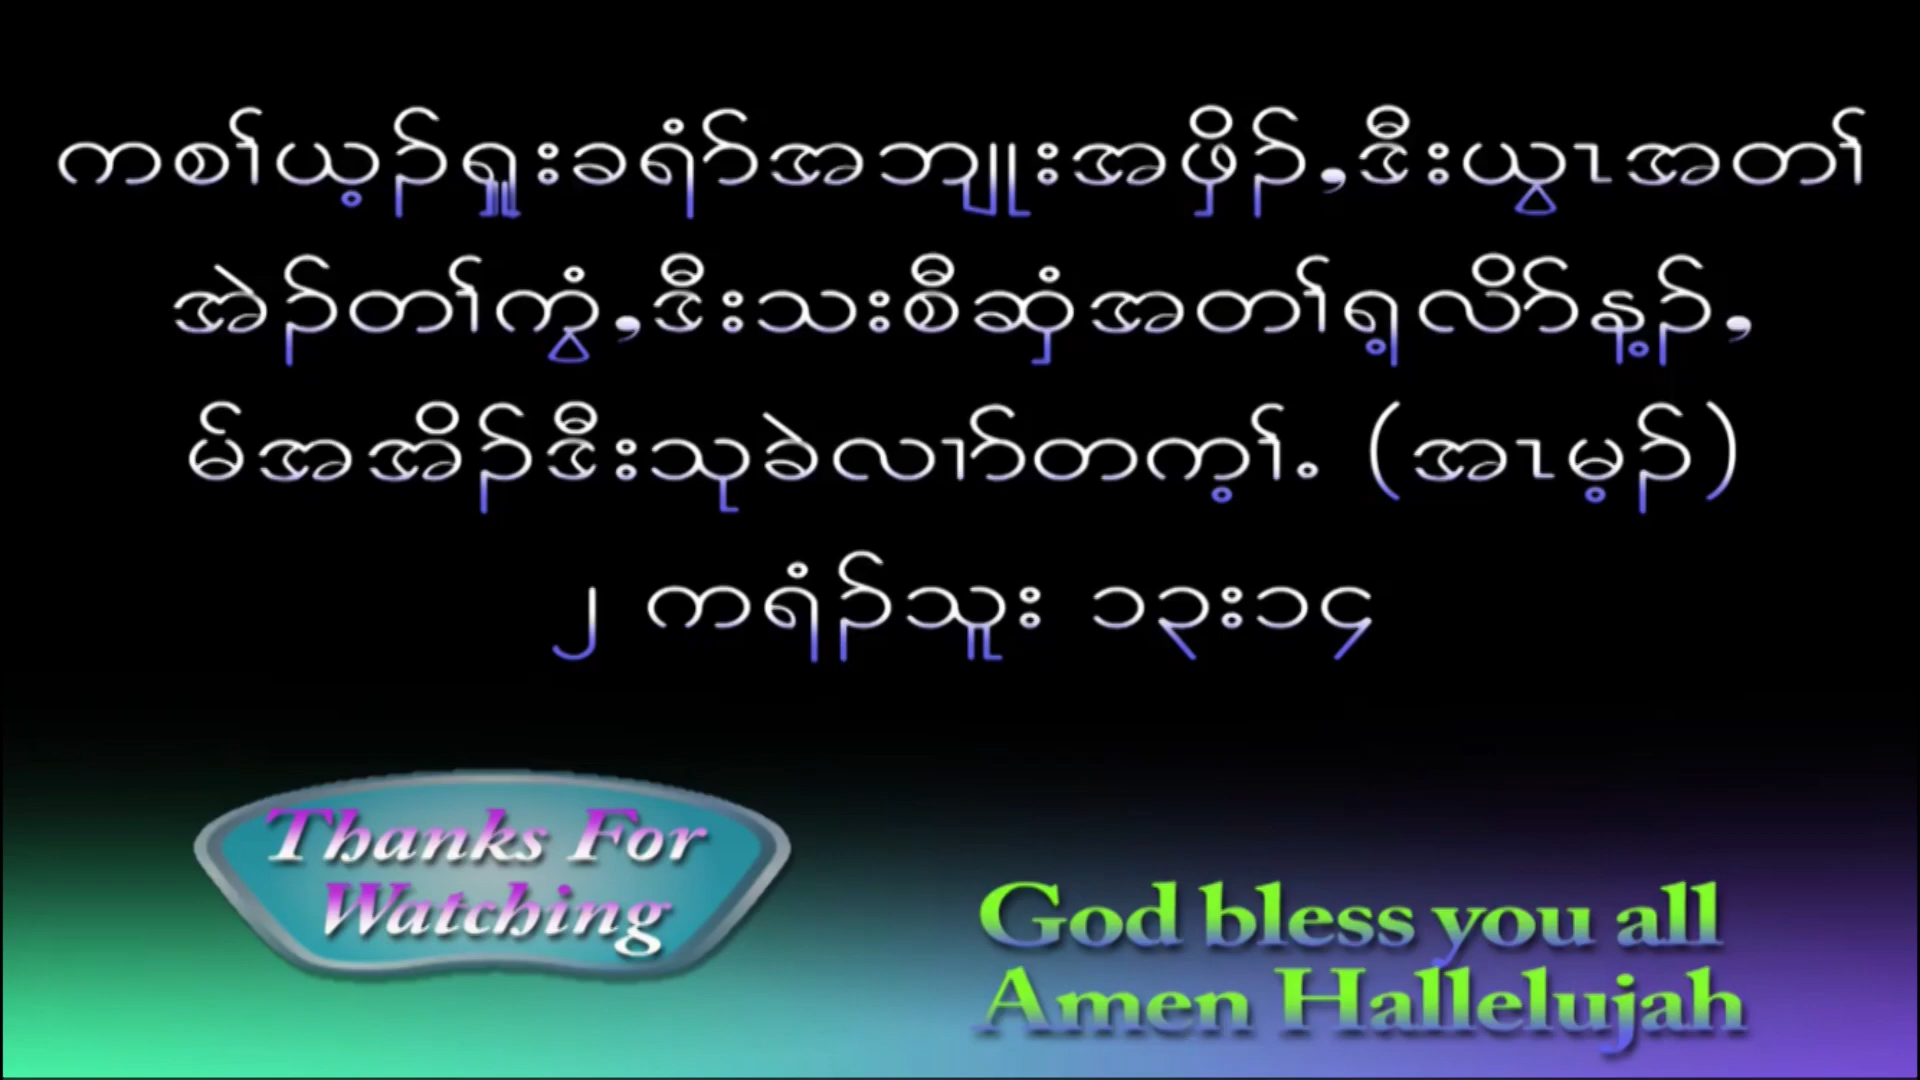 ကစၢ်ယ့ၣ်ရှူးခရံာ်အဘျုးအဖှိၣ်,ဒီးယွၤအတၢ်
အဲၣ်တၢ်ကွံ,ဒီးသးစီဆှံအတၢ်ရ့လိာ်န့ၣ်,
မ်အအိၣ်ဒီးသုခဲလၢာ်တက့ၢ်. (အၤမ့ၣ်)
၂ ကရံၣ်သူး ၁၃း၁၄
Thanks For
Watching
God bless you all
Amen Hallelujah